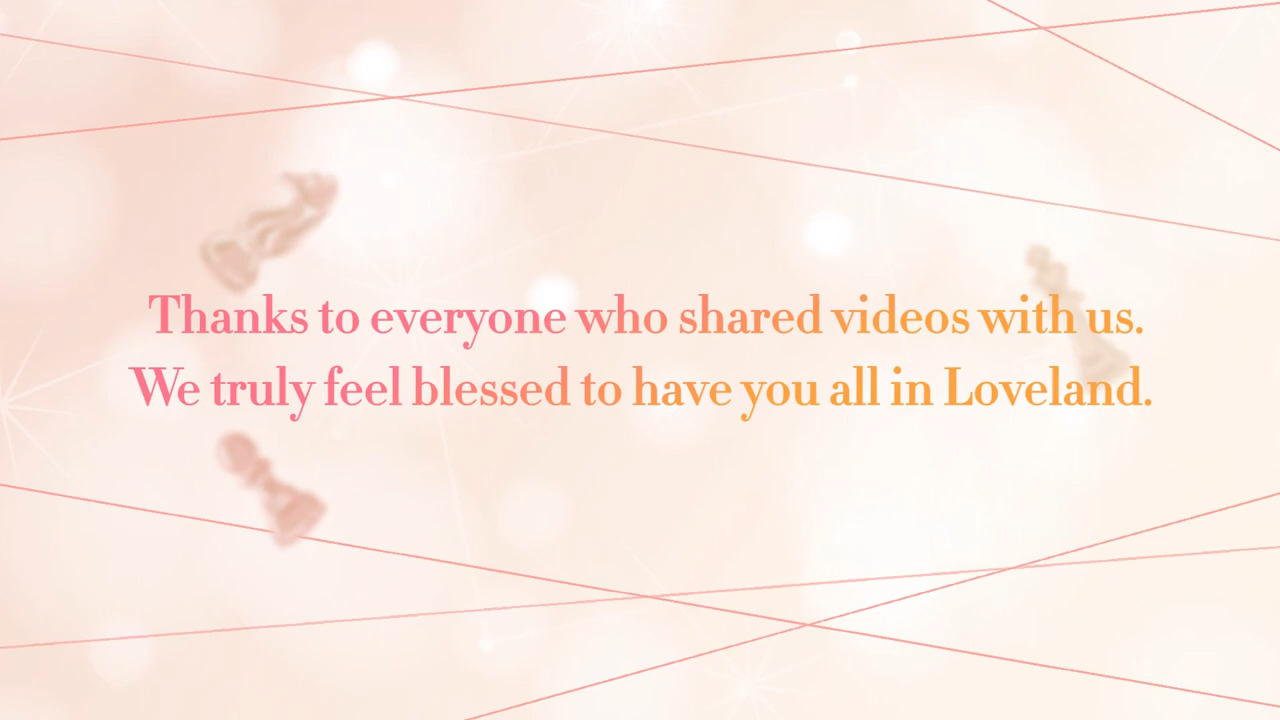 Thanks to everyone who shared videos with us.
We truly feel blessed to have you all in Loveland.